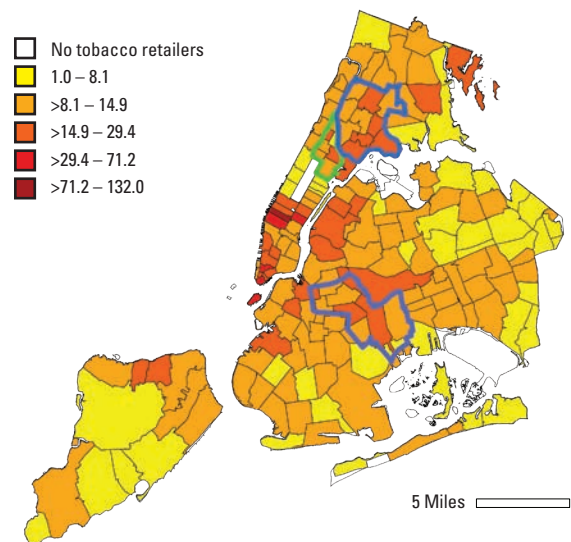 No tobacco retailers
1.0 – 8.1
>8.1 – 14.9
>14.9 – 29.4
>29.4 – 71.2
>71.2 – 132.0
5 Miles